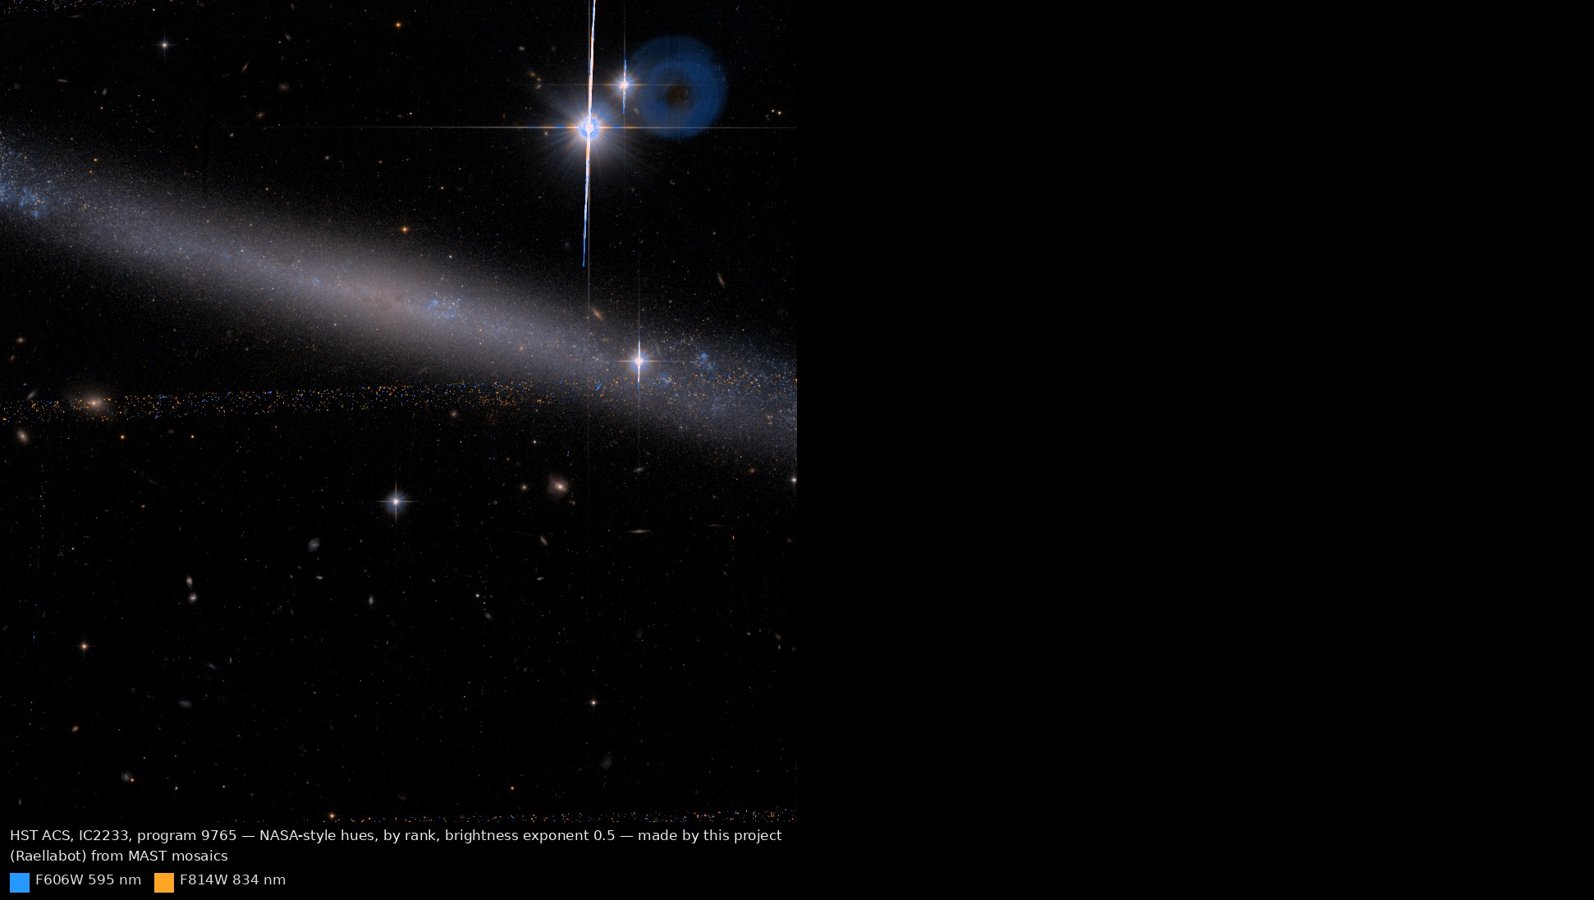 HST ACS, IC2233, program 9765 — NASA-style hues, by rank, brightness exponent 0.5 — made by this project
(Raellabot) from MAST mosaics
F606W 595 nm F814W 834 nm